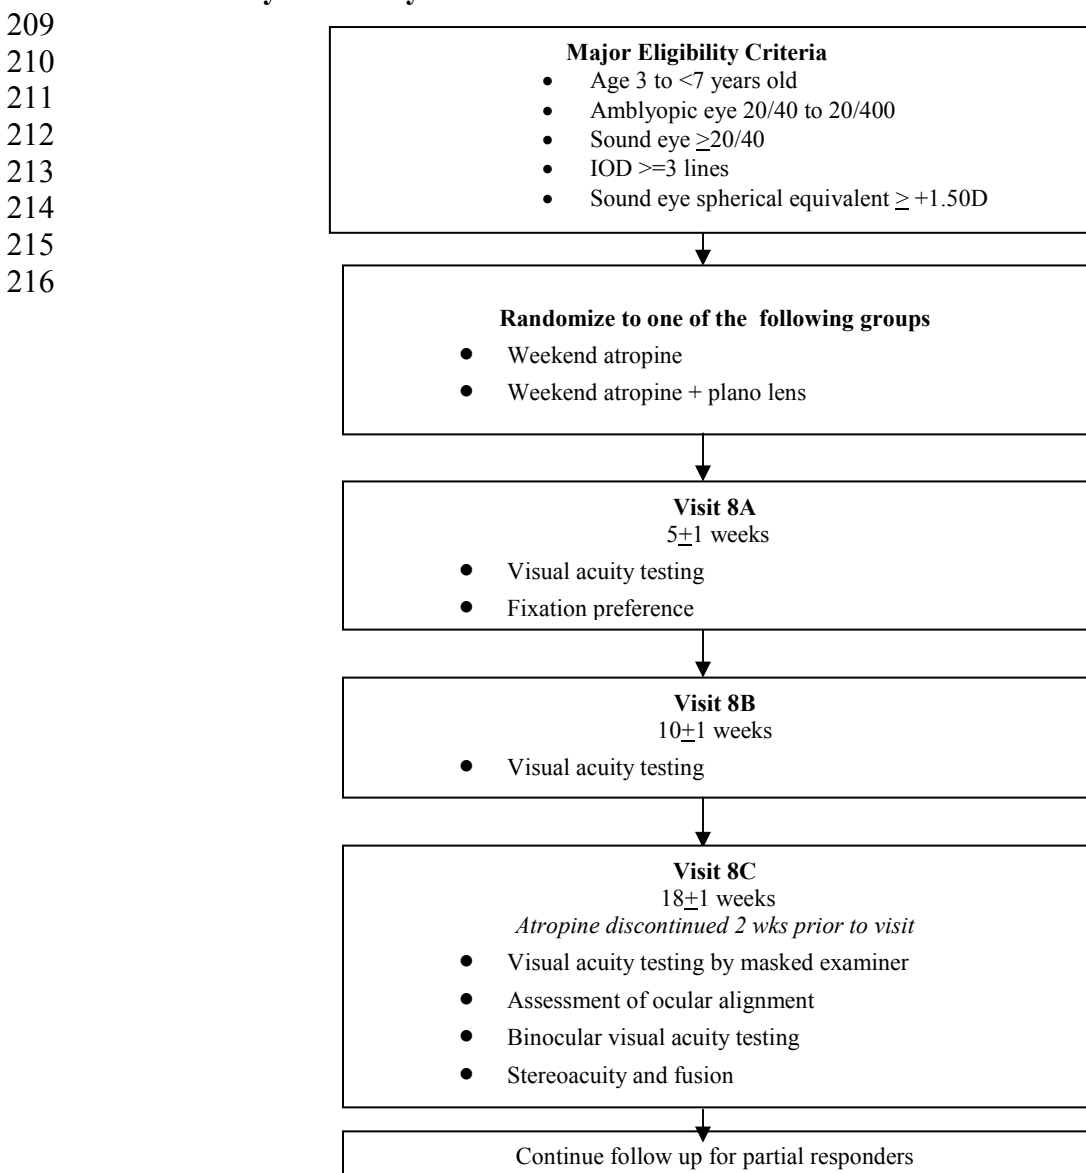 209
210
211
212
213
214
215
216
Major Eligibility Criteria
• Age 3 to <7 years old
• Amblyopic eye 20/40 to 20/400
• Sound eye ≥20/40
• IOD >=3 lines
• Sound eye spherical equivalent ≥ +1.50D
Randomize to one of the following groups
• Weekend atropine
• Weekend atropine + plano lens
Visit 8A
5±1 weeks
• Visual acuity testing
• Fixation preference
Visit 8B
10±1 weeks
• Visual acuity testing
Visit 8C
18±1 weeks
Atropine discontinued 2 wks prior to visit
• Visual acuity testing by masked examiner
• Assessment of ocular alignment
• Binocular visual acuity testing
• Stereoacuity and fusion
Continue follow up for partial responders